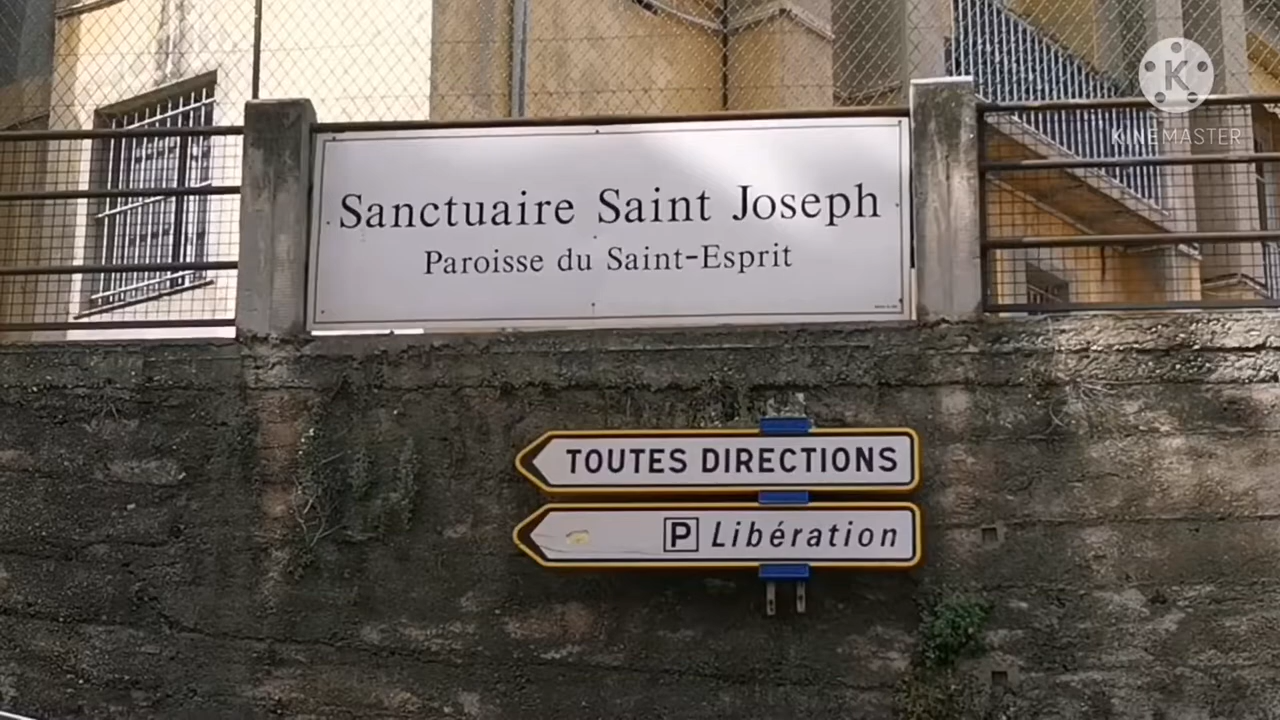 K
KINEMASTER
Sanctuaire Saint Joseph
Paroisse du Saint-Esprit
TOUTES DIRECTIONS
P Libération